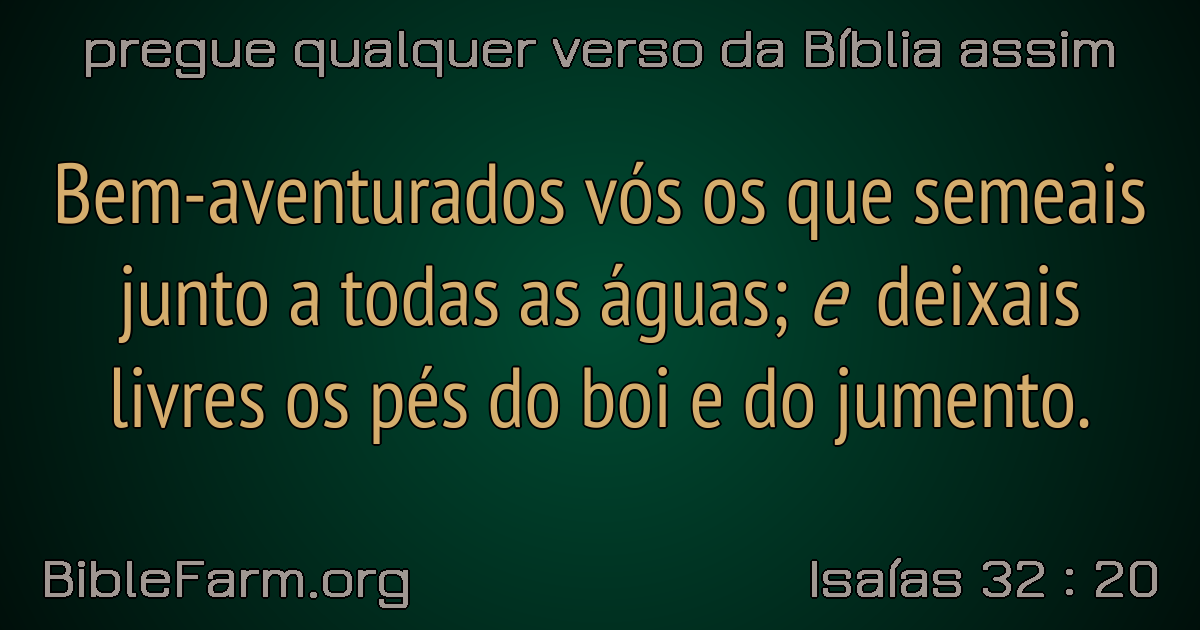 pregue qualquer verso da Bíblia assim
Bem-aventurados vós os que semeais
junto a todas as águas; e deixais
livres os pés do boi e do jumento.
BibleFarm.org
Isaías 32 : 20